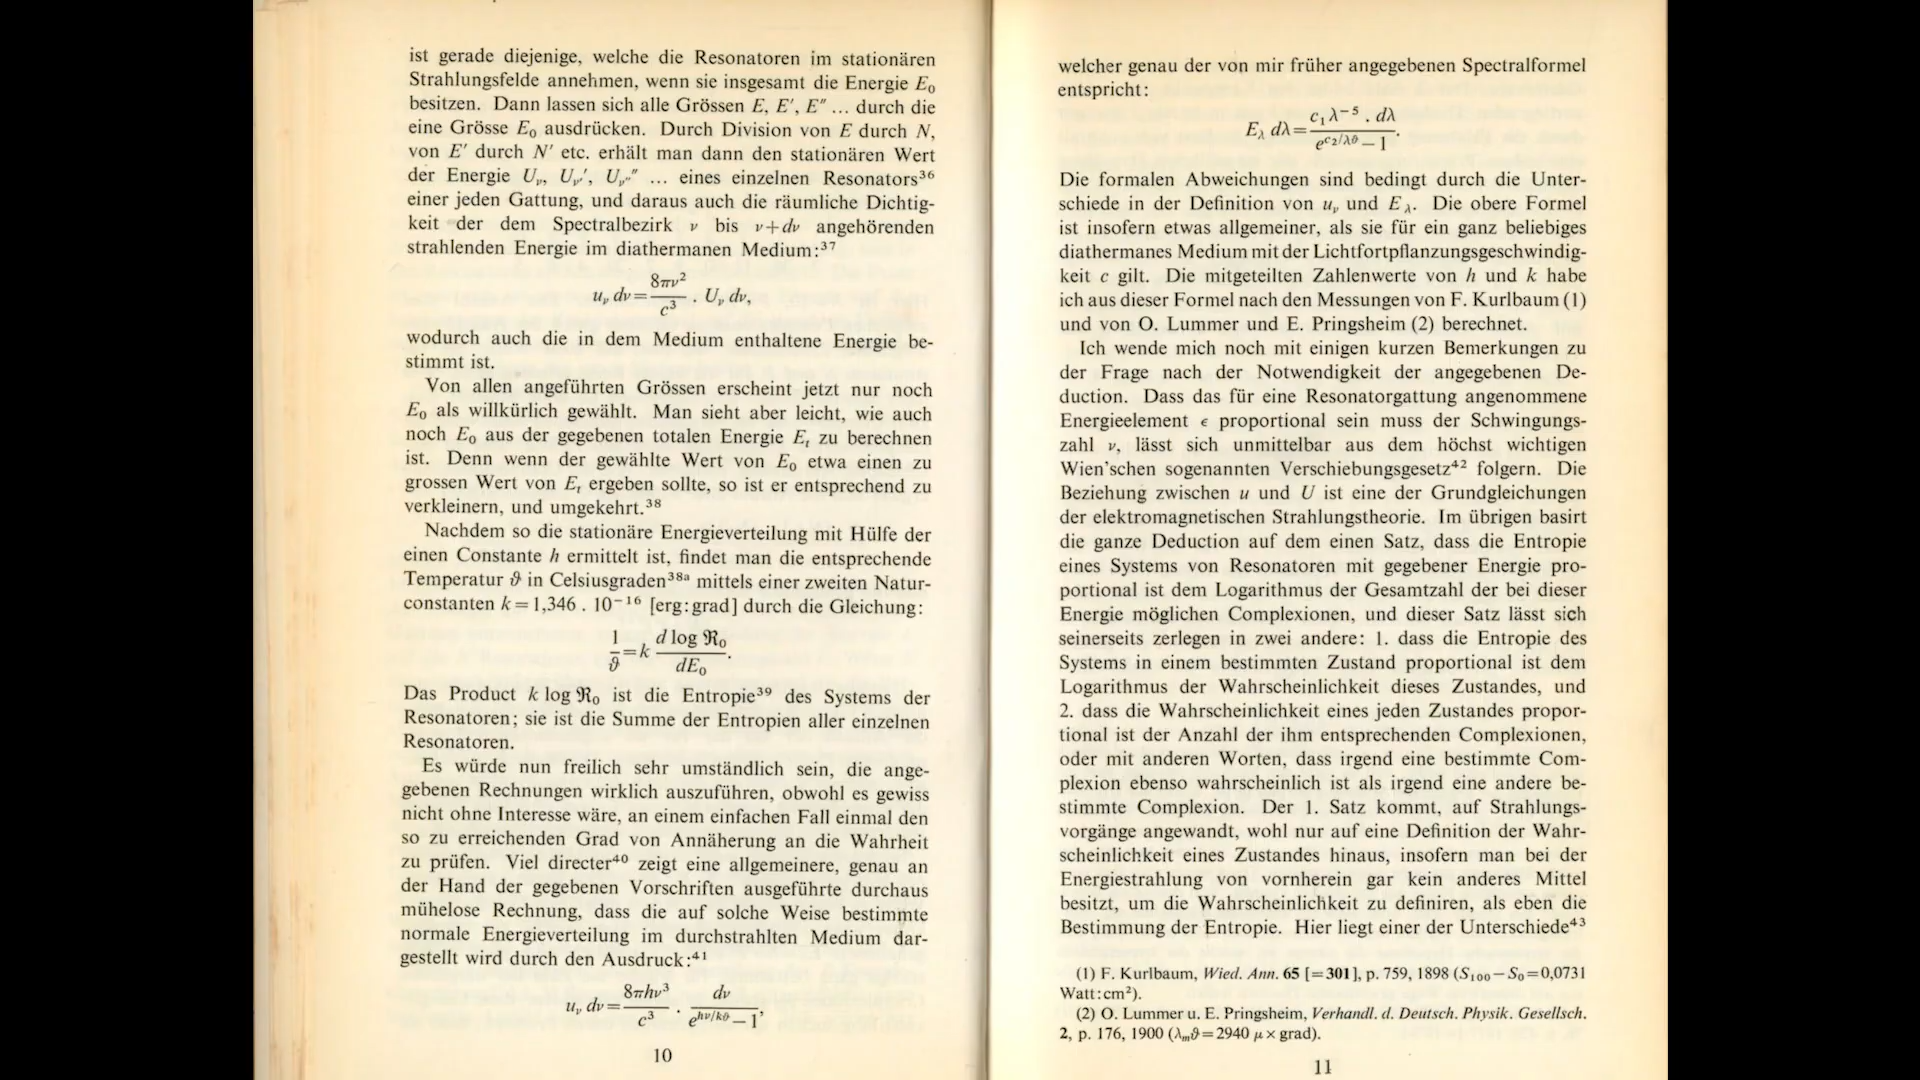 ist gerade diejenige, welche die Resonatoren im stationären
Strahlungsfelde annehmen, wenn sie insgesamt die Energie E₀
besitzen. Dann lassen sich alle Grössen E, E′, E″ ... durch die
eine Grösse E₀ ausdrücken. Durch Division von E durch N,
von E′ durch N′ etc. erhält man dann den stationären Wert
der Energie U_ν, U_ν′′, U_ν″″ ... eines einzelnen Resonators³⁶
einer jeden Gattung, und daraus auch die räumliche Dichtig-
keit der dem Spectralbezirk ν bis ν+dν angehörenden
strahlenden Energie im diathermanen Medium:³⁷
u_ν dν = 8πν²/c³ . U_ν dν,
wodurch auch die in dem Medium enthaltene Energie be-
stimmt ist.
Von allen angeführten Grössen erscheint jetzt nur noch
E₀ als willkürlich gewählt. Man sieht aber leicht, wie auch
noch E₀ aus der gegebenen totalen Energie E_t zu berechnen
ist. Denn wenn der gewählte Wert von E₀ etwa einen zu
grossen Wert von E_t ergeben sollte, so ist er entsprechend zu
verkleinern, und umgekehrt.³⁸
Nachdem so die stationäre Energieverteilung mit Hülfe der
einen Constante h ermittelt ist, findet man die entsprechende
Temperatur ϑ in Celsiusgraden³⁸ᵃ mittels einer zweiten Natur-
constanten k = 1,346 . 10⁻¹⁶ [erg:grad] durch die Gleichung:
1/ϑ = k d log ℜ₀/dE₀.
Das Product k log ℜ₀ ist die Entropie³⁹ des Systems der
Resonatoren; sie ist die Summe der Entropien aller einzelnen
Resonatoren.
Es würde nun freilich sehr umständlich sein, die ange-
gebenen Rechnungen wirklich auszuführen, obwohl es gewiss
nicht ohne Interesse wäre, an einem einfachen Fall einmal den
so zu erreichenden Grad von Annäherung an die Wahrheit
zu prüfen. Viel directer⁴⁰ zeigt eine allgemeinere, genau an
der Hand der gegebenen Vorschriften ausgeführte durchaus
mühelose Rechnung, dass die auf solche Weise bestimmte
normale Energieverteilung im durchstrahlten Medium dar-
gestellt wird durch den Ausdruck:⁴¹
u_ν dν = 8πhν³/c³ . dν/(e^(hν/kϑ) − 1),
10
welcher genau der von mir früher angegebenen Spectralformel
entspricht:
E_λ dλ = c₁λ⁻⁵ . dλ/(e^(c₂/λϑ) − 1).
Die formalen Abweichungen sind bedingt durch die Unter-
schiede in der Definition von u_ν und E_λ. Die obere Formel
ist insofern etwas allgemeiner, als sie für ein ganz beliebiges
diathermanes Medium mit der Lichtfortpflanzungsgeschwindig-
keit c gilt. Die mitgeteilten Zahlenwerte von h und k habe
ich aus dieser Formel nach den Messungen von F. Kurlbaum (1)
und von O. Lummer und E. Pringsheim (2) berechnet.
Ich wende mich noch mit einigen kurzen Bemerkungen zu
der Frage nach der Notwendigkeit der angegebenen De-
duction. Dass das für eine Resonatorgattung angenommene
Energieelement ϵ proportional sein muss der Schwingungs-
zahl ν, lässt sich unmittelbar aus dem höchst wichtigen
Wien'schen sogenannten Verschiebungsgesetz⁴² folgern. Die
Beziehung zwischen u und U ist eine der Grundgleichungen
der elektromagnetischen Strahlungstheorie. Im übrigen basirt
die ganze Deduction auf dem einen Satz, dass die Entropie
eines Systems von Resonatoren mit gegebener Energie pro-
portional ist dem Logarithmus der Gesamtzahl der bei dieser
Energie möglichen Complexionen, und dieser Satz lässt sich
seinerseits zerlegen in zwei andere: 1. dass die Entropie des
Systems in einem bestimmten Zustand proportional ist dem
Logarithmus der Wahrscheinlichkeit dieses Zustandes, und
2. dass die Wahrscheinlichkeit eines jeden Zustandes propor-
tional ist der Anzahl der ihm entsprechenden Complexionen,
oder mit anderen Worten, dass irgend eine bestimmte Com-
plexion ebenso wahrscheinlich ist als irgend eine andere be-
stimmte Complexion. Der 1. Satz kommt, auf Strahlungs-
vorgänge angewandt, wohl nur auf eine Definition der Wahr-
scheinlichkeit eines Zustandes hinaus, insofern man bei der
Energiestrahlung von vornherein gar kein anderes Mittel
besitzt, um die Wahrscheinlichkeit zu definiren, als eben die
Bestimmung der Entropie. Hier liegt einer der Unterschiede⁴³
(1) F. Kurlbaum, Wied. Ann. 65 [=301], p. 759, 1898 (S₁₀₀−S₀=0,0731
Watt:cm²).
(2) O. Lummer u. E. Pringsheim, Verhandl. d. Deutsch. Physik. Gesellsch.
2, p. 176, 1900 (λ_mϑ=2940 μ×grad).
11